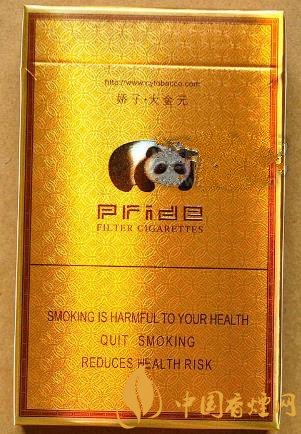 http://www.cytobacco.com
娇子·大金元
PRIDE
FILTER CIGARETTES
SMOKING IS HARMFUL TO YOUR HEALTH
QUIT SMOKING
REDUCES HEALTH RISK
中国香烟网